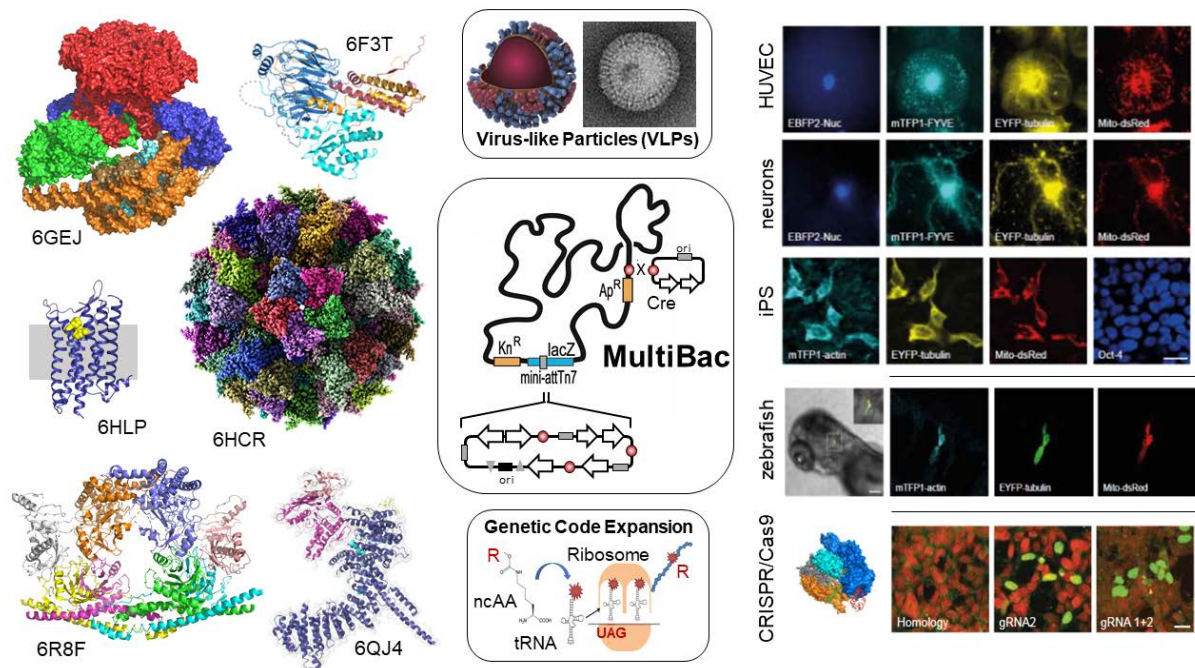 6GEJ
6F3T
6HLP
6HCR
6R8F
6QJ4
Virus-like Particles (VLPs)
ori
X
Cre
Ap^R
Kn^R
lacZ
mini-attTn7
MultiBac
ori
Genetic Code Expansion
R
ncAA
H₂N
COOH
tRNA
Ribosome
R
UAG
HUVEC
EBFP2-Nuc
mTFP1-FYVE
EYFP-tubulin
Mito-dsRed
neurons
EBFP2-Nuc
mTFP1-FYVE
EYFP-tubulin
Mito-dsRed
iPS
mTFP1-actin
EYFP-tubulin
Mito-dsRed
Oct-4
zebrafish
mTFP1-actin
EYFP-tubulin
Mito-dsRed
CRISPR/Cas9
Homology
gRNA2
gRNA 1+2